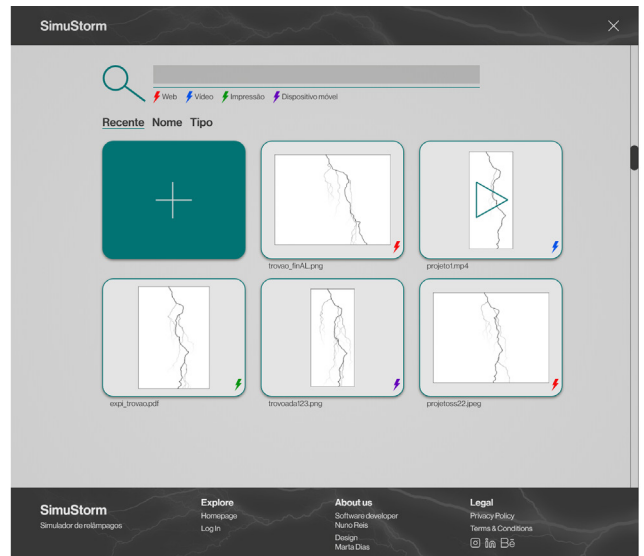 SimuStorm
Web Vídeo Impressão Dispositivo móvel
Recente Nome Tipo
trovao_finAL.png
projeto1.mp4
expi_trovao.pdf
trovoada123.png
projetoss22.jpeg
SimuStorm
Simulador de relâmpagos
Explore
Homepage
Log In
About us
Software developer
Nuno Reis
Design
Marta Dias
Legal
Privacy Policy
Terms & Conditions
in Bē